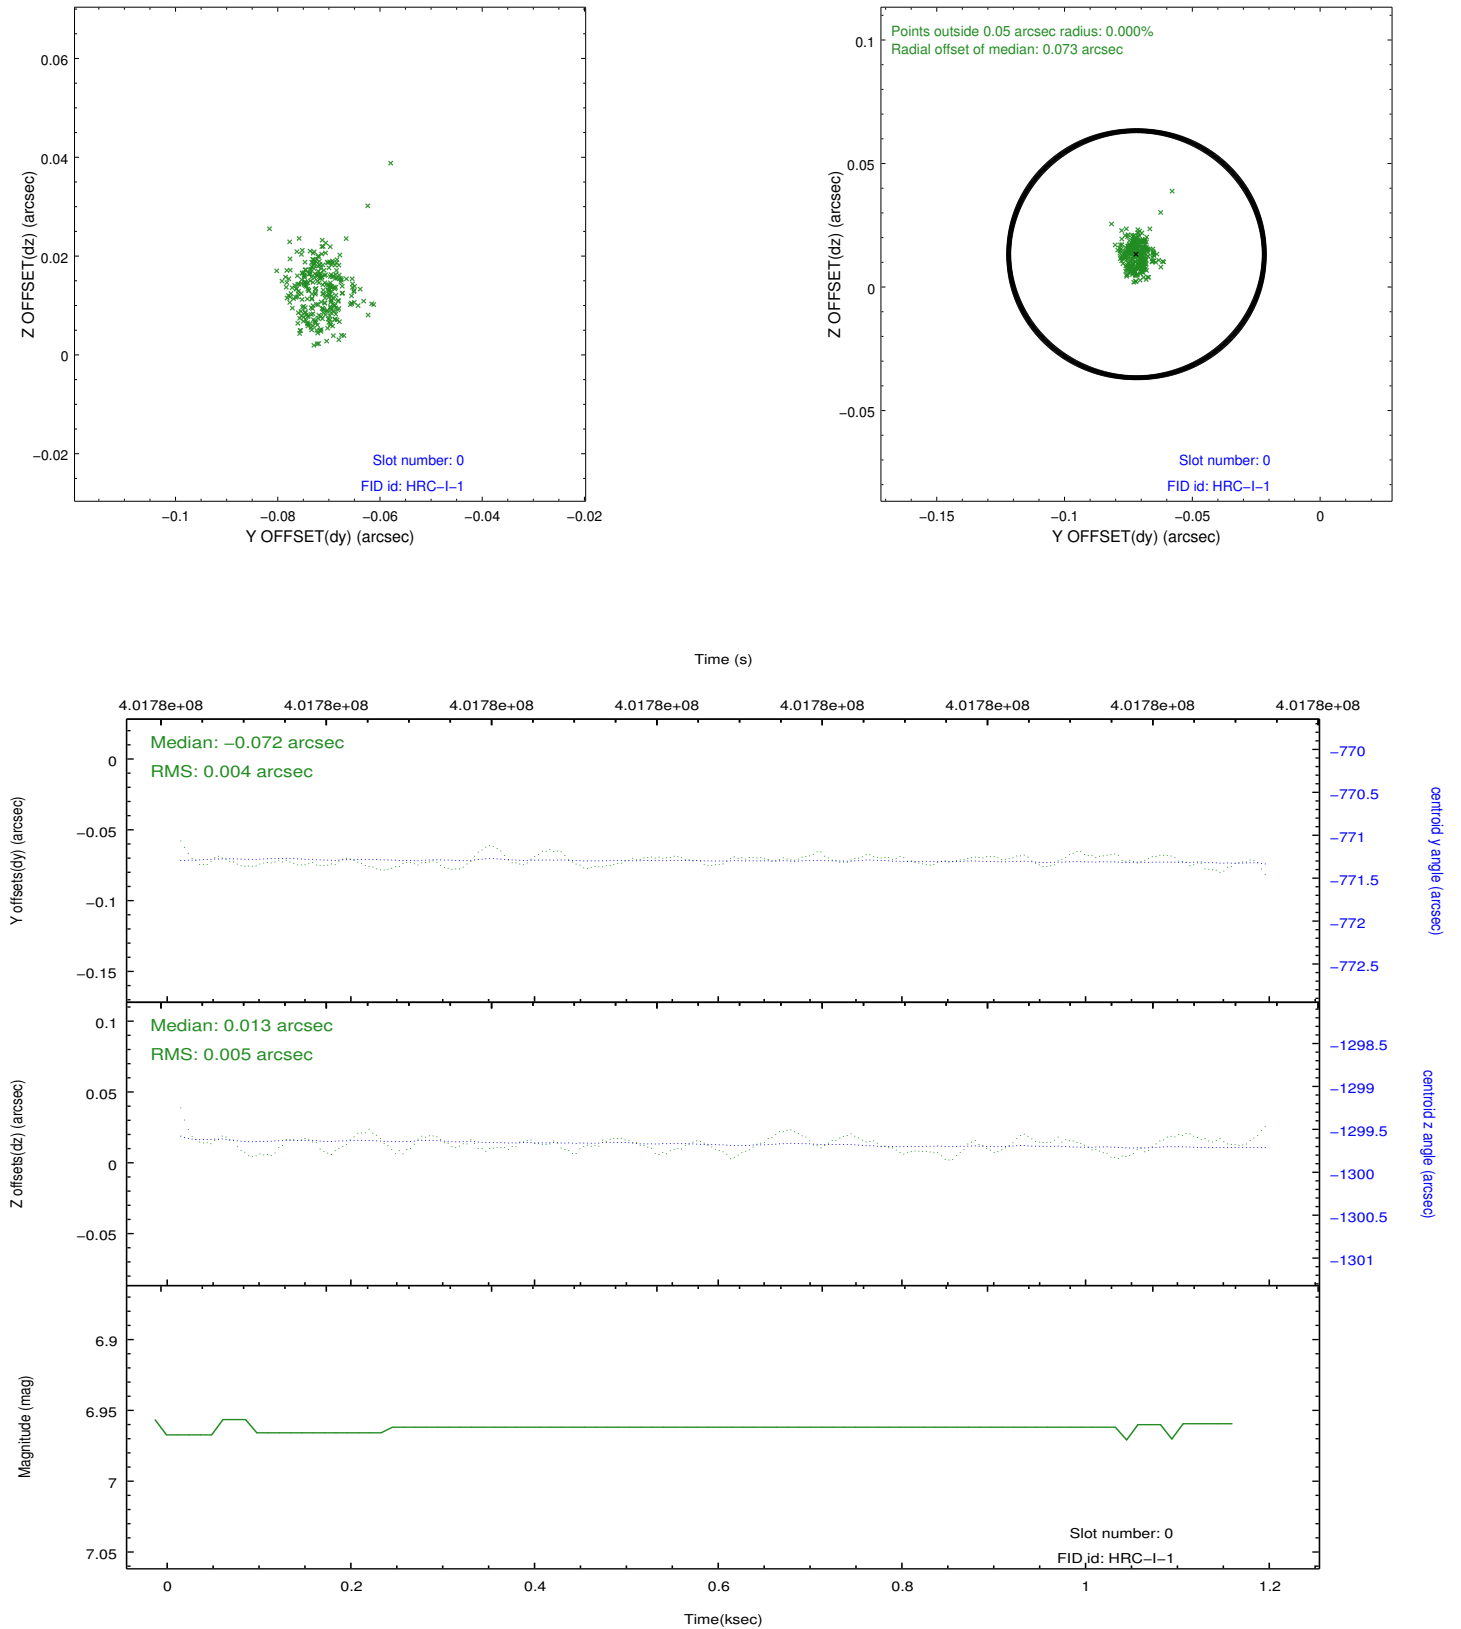 0.06
0.04
0.02
0
−0.02
Z OFFSET(dz) (arcsec)
Slot number: 0
FID id: HRC−I−1
−0.1
−0.08
−0.06
−0.04
−0.02
Y OFFSET(dy) (arcsec)
Points outside 0.05 arcsec radius: 0.000%
Radial offset of median: 0.073 arcsec
0.1
0.05
0
−0.05
Z OFFSET(dz) (arcsec)
Slot number: 0
FID id: HRC−I−1
−0.15
−0.1
−0.05
0
Y OFFSET(dy) (arcsec)
Time (s)
4.0178e+08
4.0178e+08
4.0178e+08
4.0178e+08
4.0178e+08
4.0178e+08
4.0178e+08
4.0178e+08
Median: −0.072 arcsec
RMS: 0.004 arcsec
0
−0.05
−0.1
−0.15
Y offsets(dy) (arcsec)
−770
−770.5
−771
−771.5
−772
−772.5
centroid y angle (arcsec)
Median: 0.013 arcsec
RMS: 0.005 arcsec
0.1
0.05
0
−0.05
Z offsets(dz) (arcsec)
−1298.5
−1299
−1299.5
−1300
−1300.5
−1301
centroid z angle (arcsec)
6.9
6.95
7
7.05
Magnitude (mag)
Slot number: 0
FID id: HRC−I−1
0
0.2
0.4
0.6
0.8
1
1.2
Time(ksec)